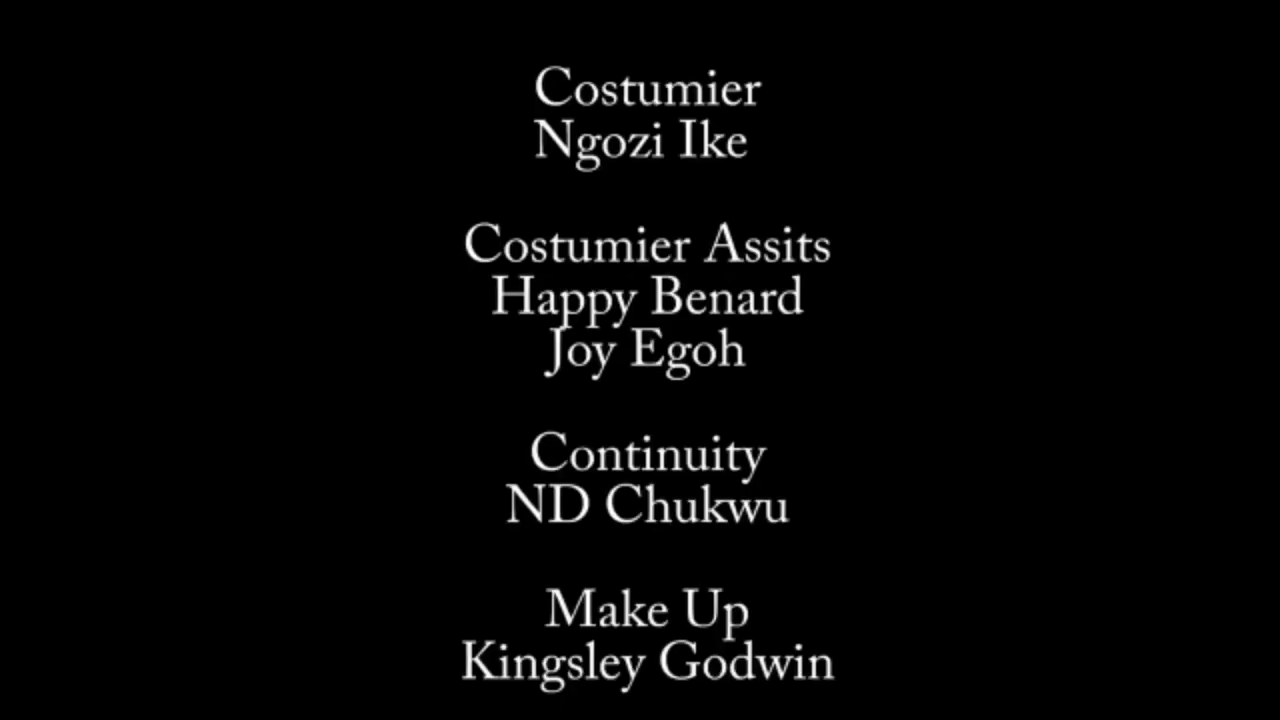 Costumier
Ngozi Ike
Costumier Assits
Happy Benard
Joy Egoh
Continuity
ND Chukwu
Make Up
Kingsley Godwin